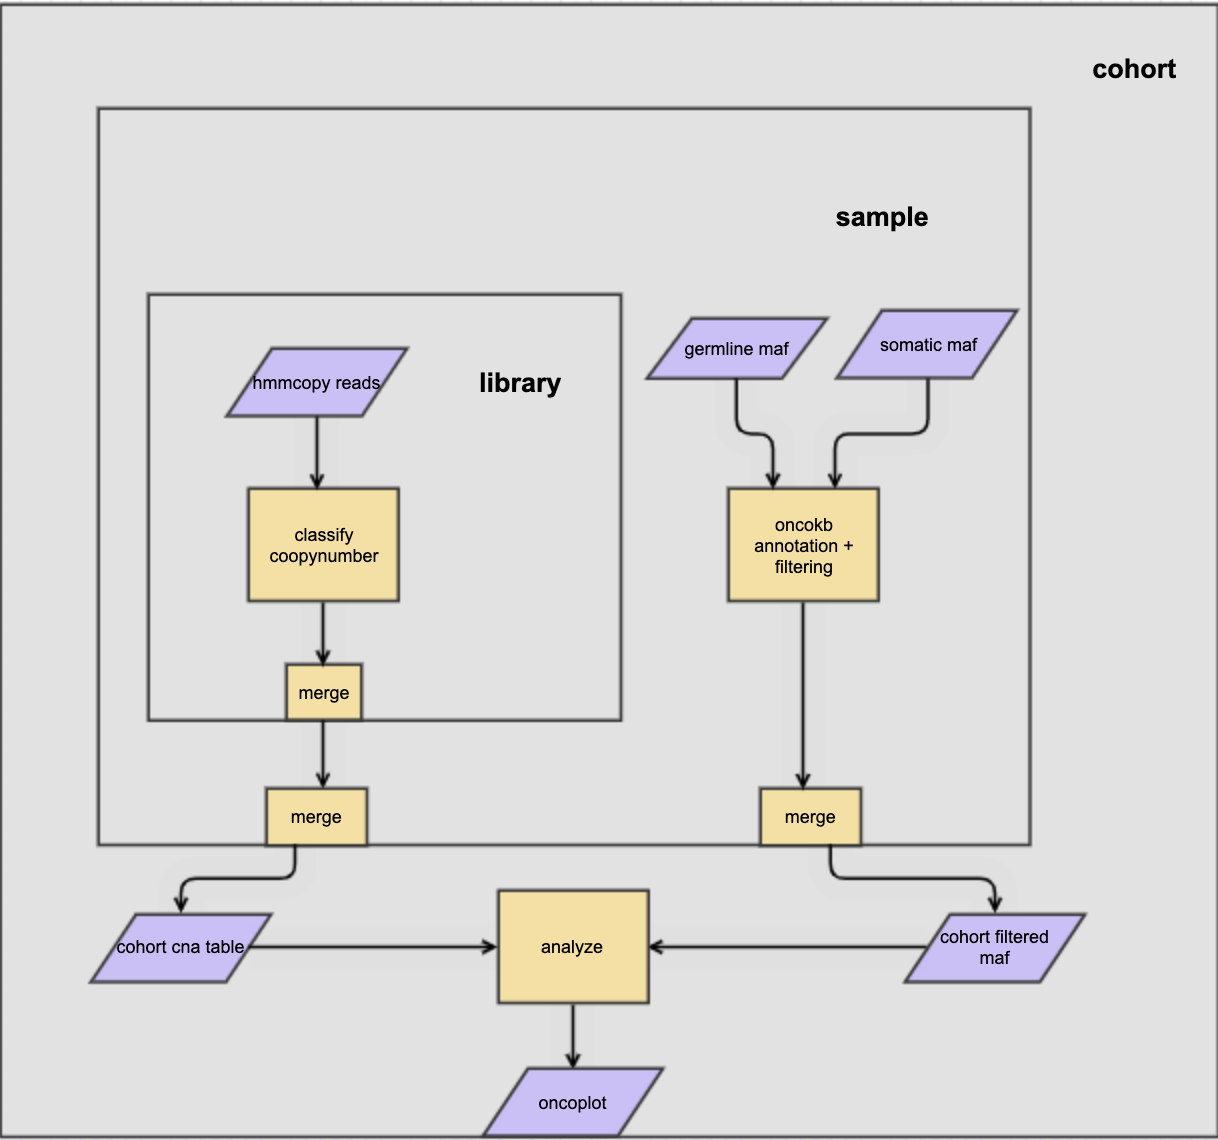 cohort
sample
germline maf
somatic maf
hmmcopy reads
library
classify
coopynumber
oncokb
annotation +
filtering
merge
merge
merge
cohort cna table
analyze
cohort filtered
maf
oncoplot